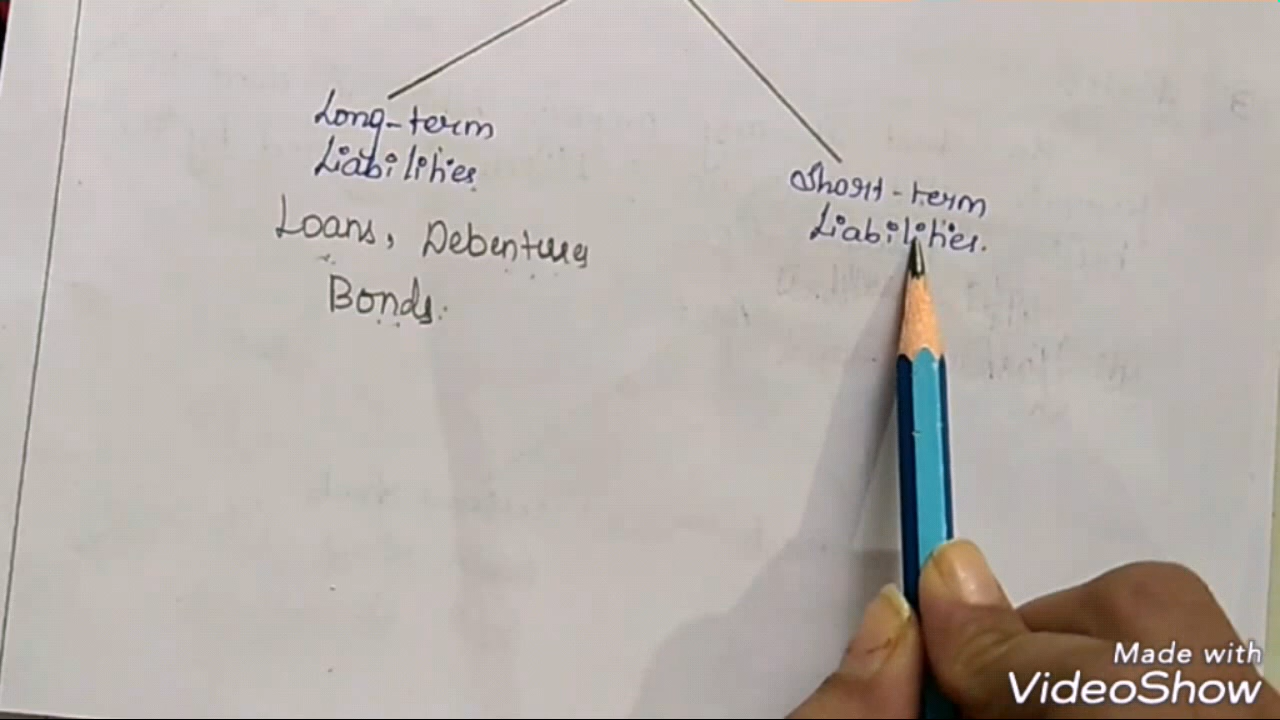 Long-term
Liabilities
Loans, Debentures
Bonds.
Short-term
Liabilities.
Made with
VideoShow